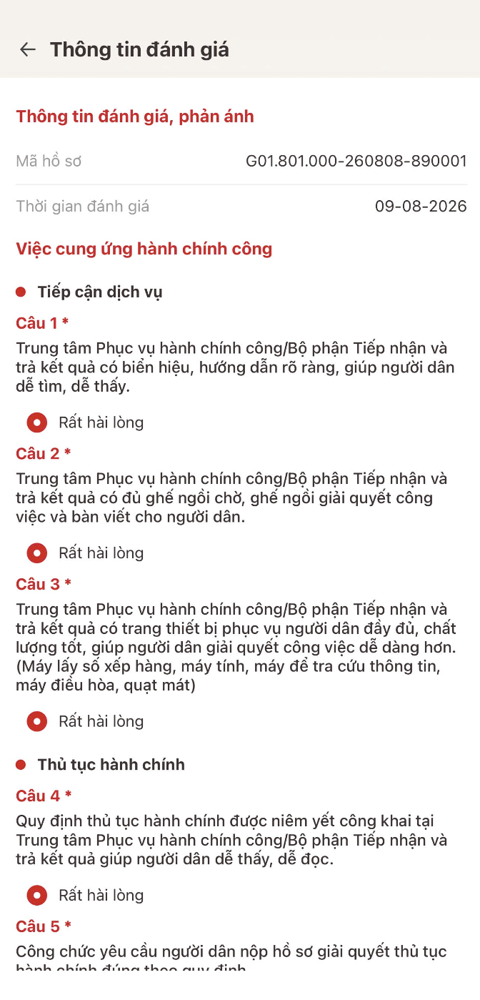 Thông tin đánh giá
Thông tin đánh giá, phản ánh
Mã hồ sơ
G01.801.000-260808-890001
Thời gian đánh giá
09-08-2026
Việc cung ứng hành chính công
Tiếp cận dịch vụ
Câu 1 *
Trung tâm Phục vụ hành chính công/Bộ phận Tiếp nhận và
trả kết quả có biển hiệu, hướng dẫn rõ ràng, giúp người dân
dễ tìm, dễ thấy.
Rất hài lòng
Câu 2 *
Trung tâm Phục vụ hành chính công/Bộ phận Tiếp nhận và
trả kết quả có đủ ghế ngồi chờ, ghế ngồi giải quyết công
việc và bàn viết cho người dân.
Rất hài lòng
Câu 3 *
Trung tâm Phục vụ hành chính công/Bộ phận Tiếp nhận và
trả kết quả có trang thiết bị phục vụ người dân đầy đủ, chất
lượng tốt, giúp người dân giải quyết công việc dễ dàng hơn.
(Máy lấy số xếp hàng, máy tính, máy để tra cứu thông tin,
máy điều hòa, quạt mát)
Rất hài lòng
Thủ tục hành chính
Câu 4 *
Quy định thủ tục hành chính được niêm yết công khai tại
Trung tâm Phục vụ hành chính công/Bộ phận Tiếp nhận và
trả kết quả giúp người dân dễ thấy, dễ đọc.
Rất hài lòng
Câu 5 *
Công chức yêu cầu người dân nộp hồ sơ giải quyết thủ tục
hành chính đúng theo quy định